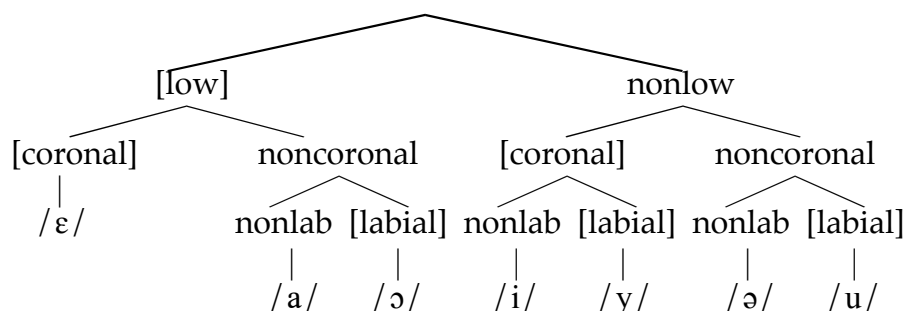 [low] nonlow
[coronal] noncoronal [coronal] noncoronal
/ɛ/ nonlab [labial] nonlab [labial] nonlab [labial]
/a/ /ɔ/ /i/ /y/ /ə/ /u/